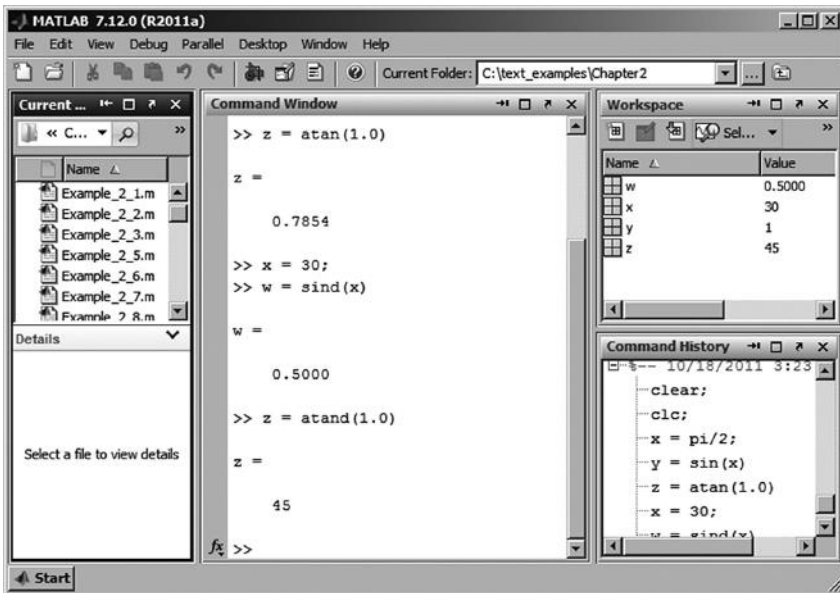 MATLAB 7.12.0 (R2011a)
File Edit View Debug Parallel Desktop Window Help
Current Folder: C:\text_examples\Chapter2
Current ...
« C...
»
Name
Example_2_1.m
Example_2_2.m
Example_2_3.m
Example_2_5.m
Example_2_6.m
Example_2_7.m
Example_2_8.m
Details
Select a file to view details
Command Window
>> z = atan(1.0)
z =
0.7854
>> x = 30;
>> w = sind(x)
w =
0.5000
>> z = atand(1.0)
z =
45
fx >>
Workspace
Sel...
»
Name Value
w 0.5000
x 30
y 1
z 45
Command History
%-- 10/18/2011 3:23
clear;
clc;
x = pi/2;
y = sin(x)
z = atan(1.0)
x = 30;
w = sind(x)
Start